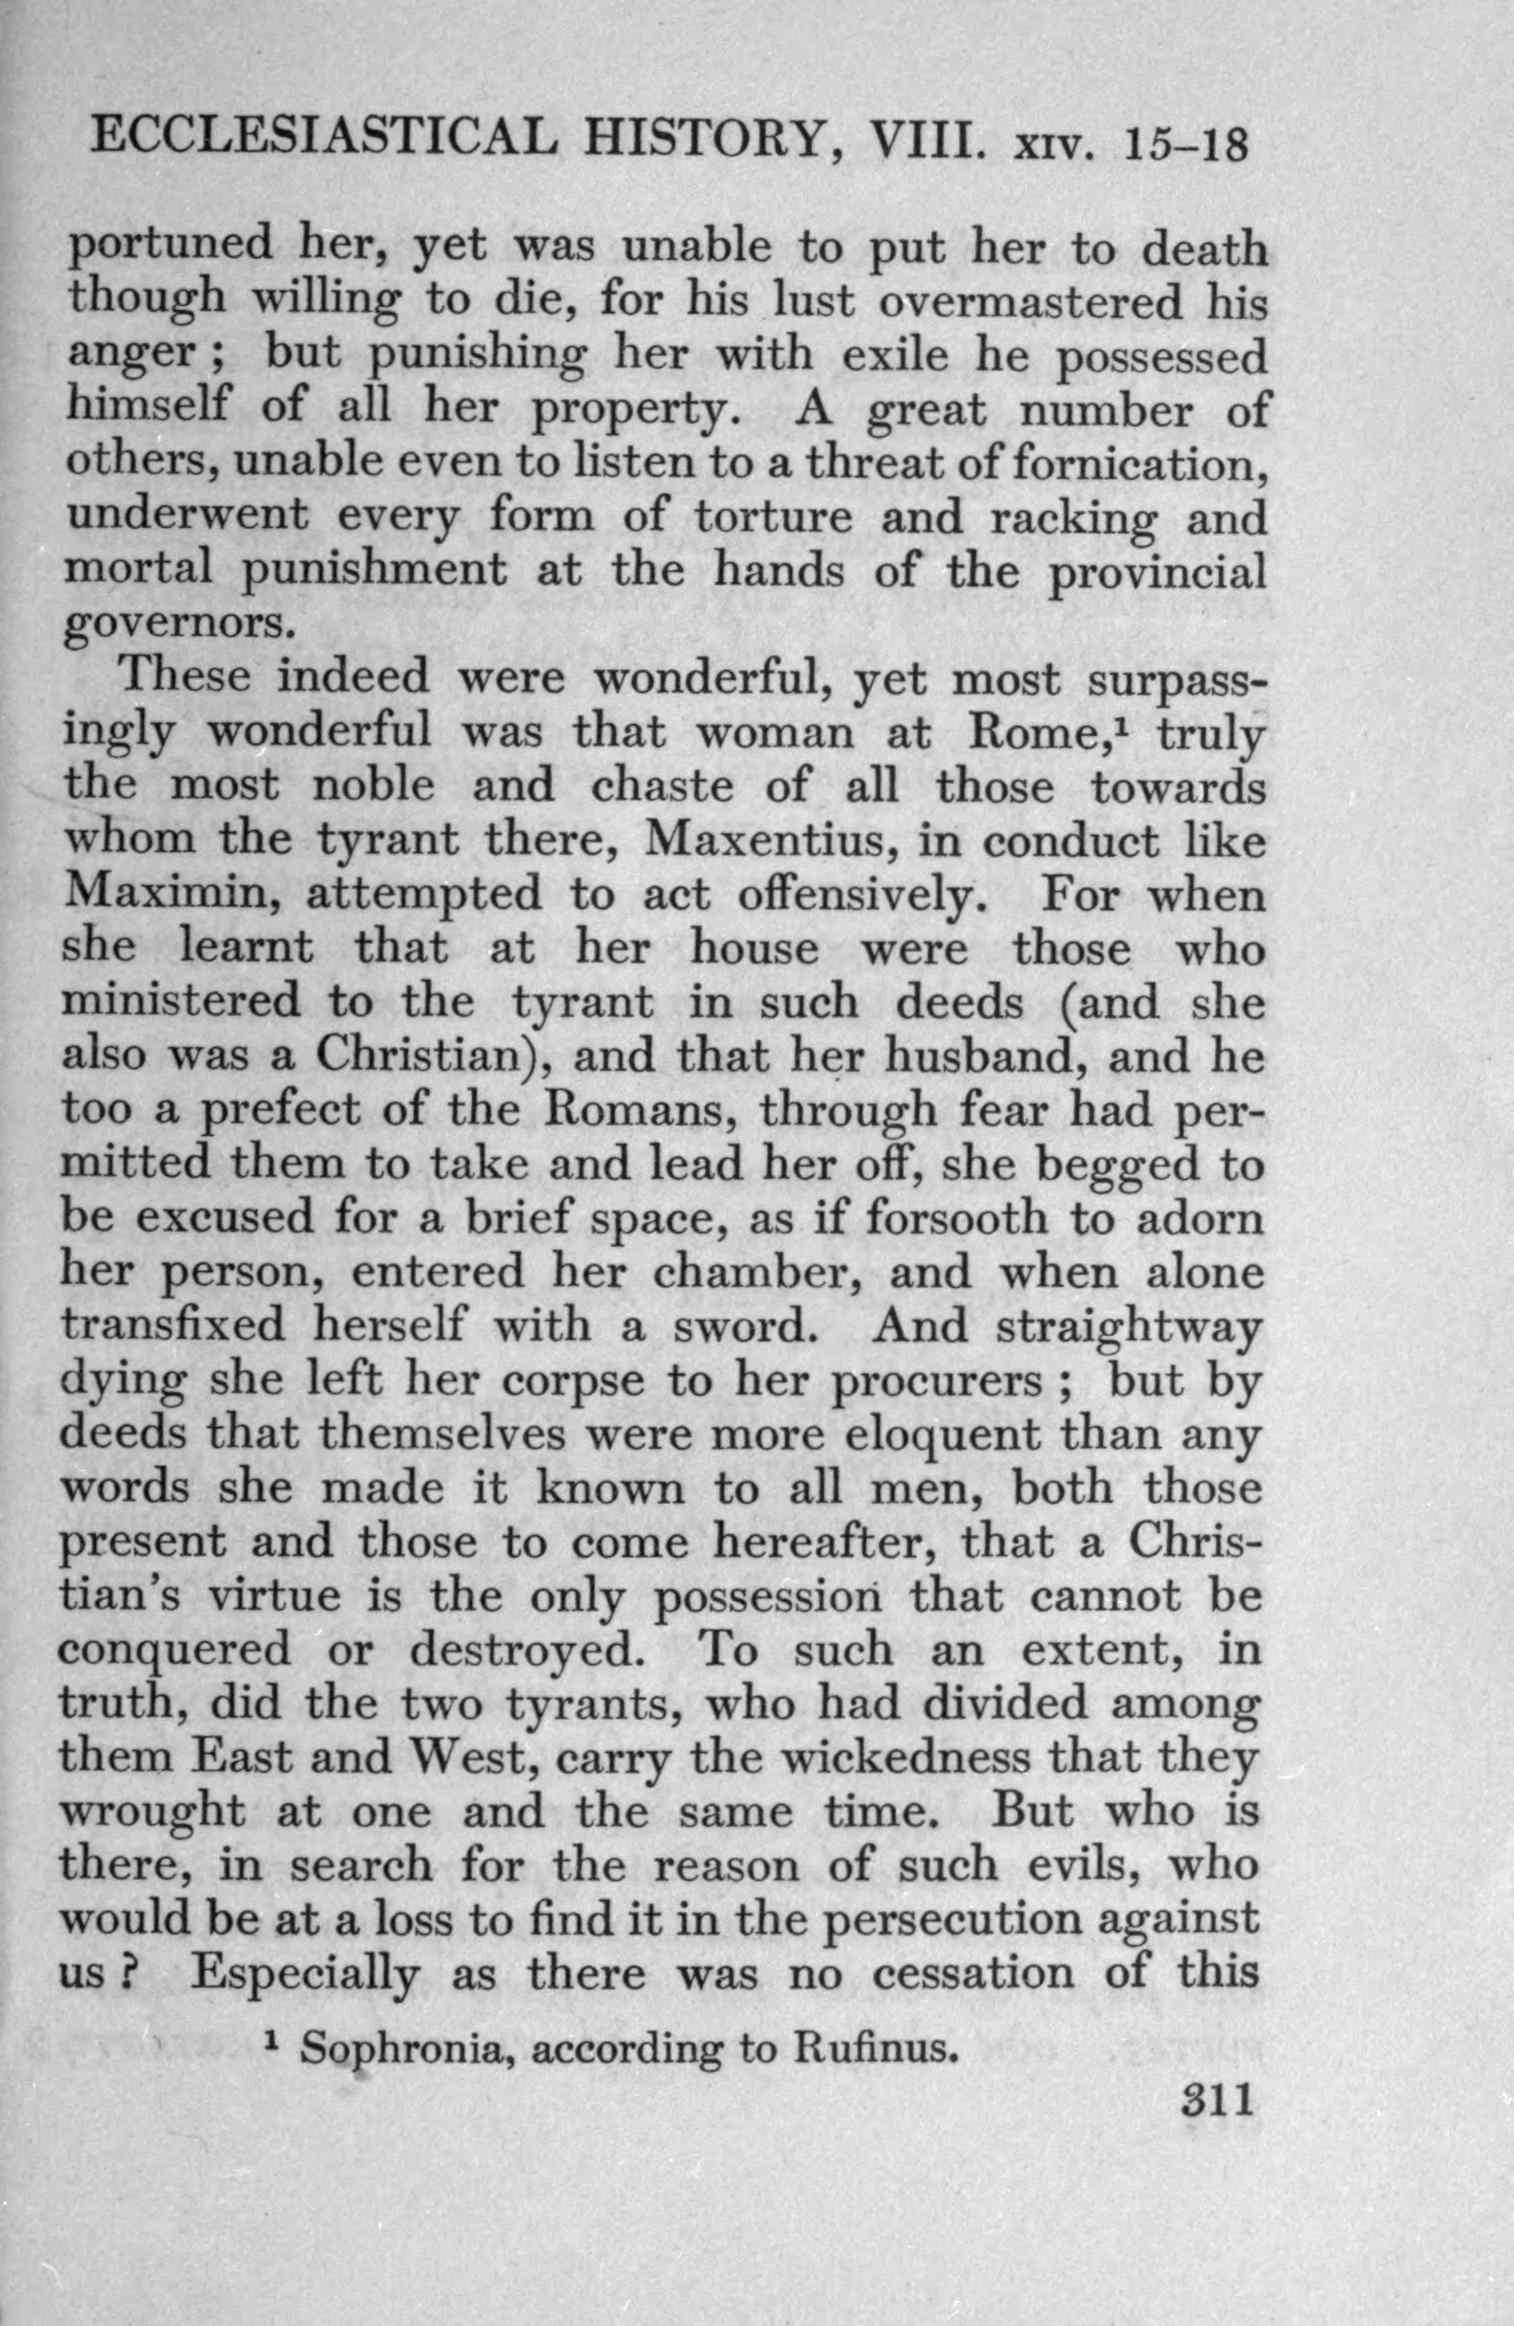 ECCLESIASTICAL HISTORY, VIII. xiv. 15–18
portuned her, yet was unable to put her to death
though willing to die, for his lust overmastered his
anger ; but punishing her with exile he possessed
himself of all her property. A great number of
others, unable even to listen to a threat of fornication,
underwent every form of torture and racking and
mortal punishment at the hands of the provincial
governors.
These indeed were wonderful, yet most surpass-
ingly wonderful was that woman at Rome,¹ truly
the most noble and chaste of all those towards
whom the tyrant there, Maxentius, in conduct like
Maximin, attempted to act offensively. For when
she learnt that at her house were those who
ministered to the tyrant in such deeds (and she
also was a Christian), and that her husband, and he
too a prefect of the Romans, through fear had per-
mitted them to take and lead her off, she begged to
be excused for a brief space, as if forsooth to adorn
her person, entered her chamber, and when alone
transfixed herself with a sword. And straightway
dying she left her corpse to her procurers ; but by
deeds that themselves were more eloquent than any
words she made it known to all men, both those
present and those to come hereafter, that a Chris-
tian's virtue is the only possession that cannot be
conquered or destroyed. To such an extent, in
truth, did the two tyrants, who had divided among
them East and West, carry the wickedness that they
wrought at one and the same time. But who is
there, in search for the reason of such evils, who
would be at a loss to find it in the persecution against
us ? Especially as there was no cessation of this
¹ Sophronia, according to Rufinus.
311